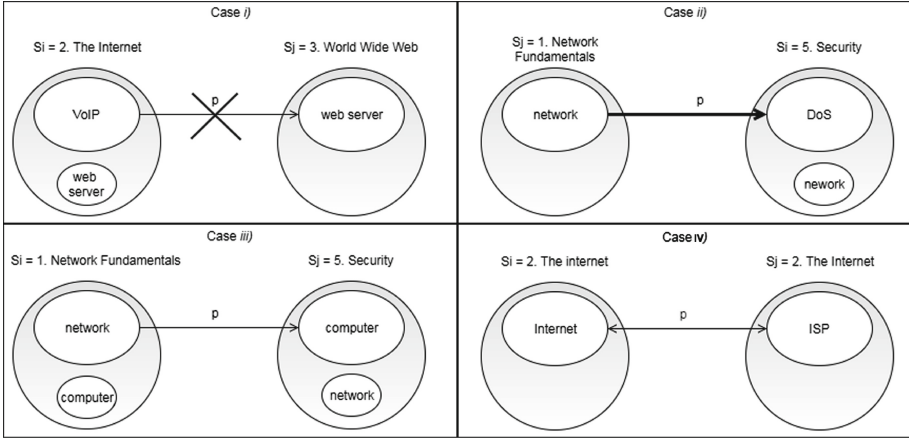 Case i)
Si = 2. The Internet
Sj = 3. World Wide Web
VoIP
p
web server
web
server
Case ii)
Sj = 1. Network
Fundamentals
Si = 5. Security
network
p
DoS
nework
Case iii)
Si = 1. Network Fundamentals
Sj = 5. Security
network
p
computer
computer
network
Case iv)
Si = 2. The internet
Sj = 2. The Internet
Internet
p
ISP